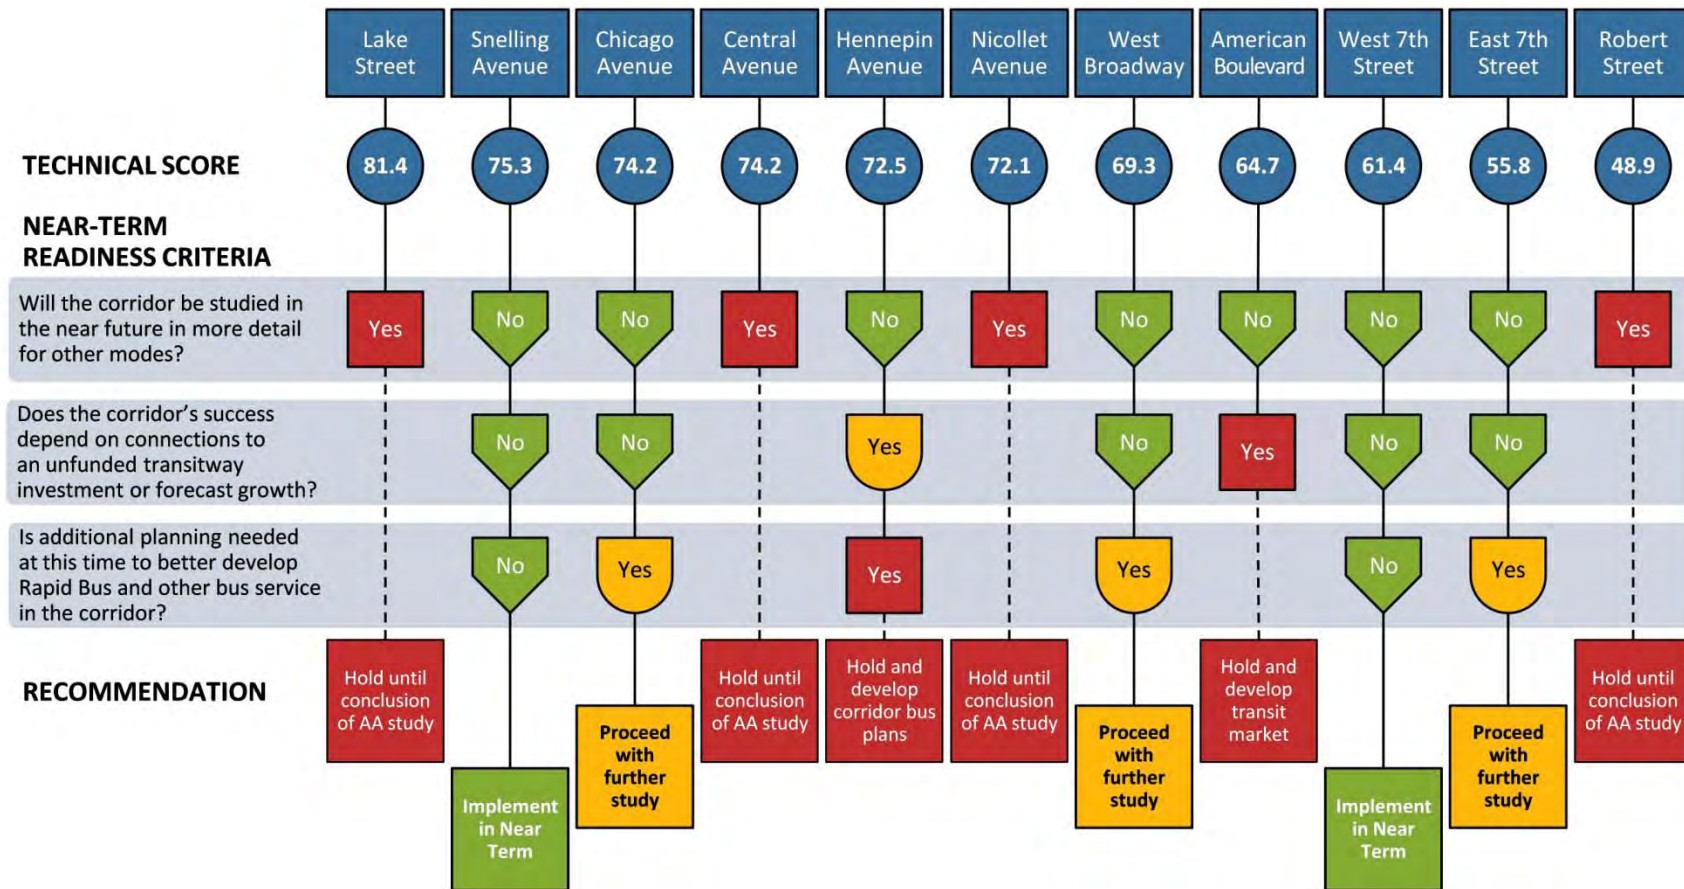 Lake
Street
Snelling
Avenue
Chicago
Avenue
Central
Avenue
Hennepin
Avenue
Nicollet
Avenue
West
Broadway
American
Boulevard
West 7th
Street
East 7th
Street
Robert
Street
TECHNICAL SCORE
81.4
75.3
74.2
74.2
72.5
72.1
69.3
64.7
61.4
55.8
48.9
NEAR-TERM
READINESS CRITERIA
Will the corridor be studied in
the near future in more detail
for other modes?
Yes
No
No
Yes
No
Yes
No
No
No
No
Yes
Does the corridor's success
depend on connections to
an unfunded transitway
investment or forecast growth?
No
No
Yes
No
Yes
No
No
Is additional planning needed
at this time to better develop
Rapid Bus and other bus service
in the corridor?
No
Yes
Yes
Yes
No
Yes
RECOMMENDATION
Hold until
conclusion
of AA study
Implement
in Near
Term
Proceed
with
further
study
Hold until
conclusion
of AA study
Hold and
develop
corridor bus
plans
Hold until
conclusion
of AA study
Proceed
with
further
study
Hold and
develop
transit
market
Implement
in Near
Term
Proceed
with
further
study
Hold until
conclusion
of AA study